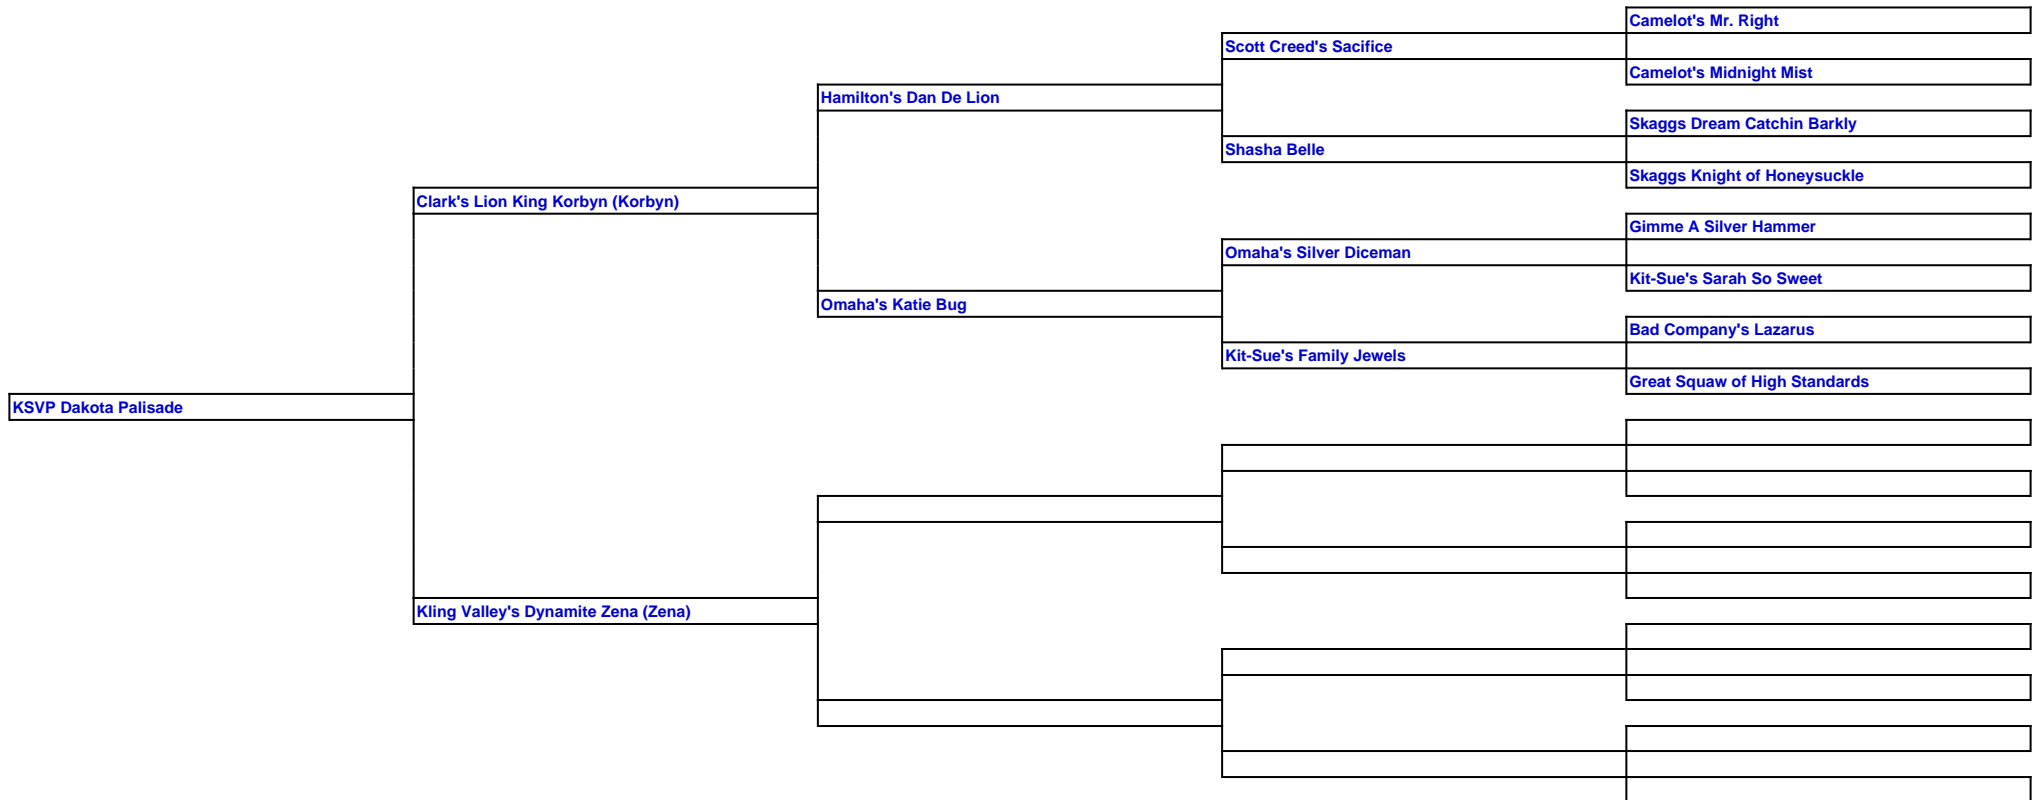 Camelot's Mr. Right
Scott Creed's Sacifice
Camelot's Midnight Mist
Hamilton's Dan De Lion
Skaggs Dream Catchin Barkly
Shasha Belle
Skaggs Knight of Honeysuckle
Clark's Lion King Korbyn (Korbyn)
Gimme A Silver Hammer
Omaha's Silver Diceman
Kit-Sue's Sarah So Sweet
Omaha's Katie Bug
Bad Company's Lazarus
Kit-Sue's Family Jewels
Great Squaw of High Standards
KSVP Dakota Palisade
Kling Valley's Dynamite Zena (Zena)